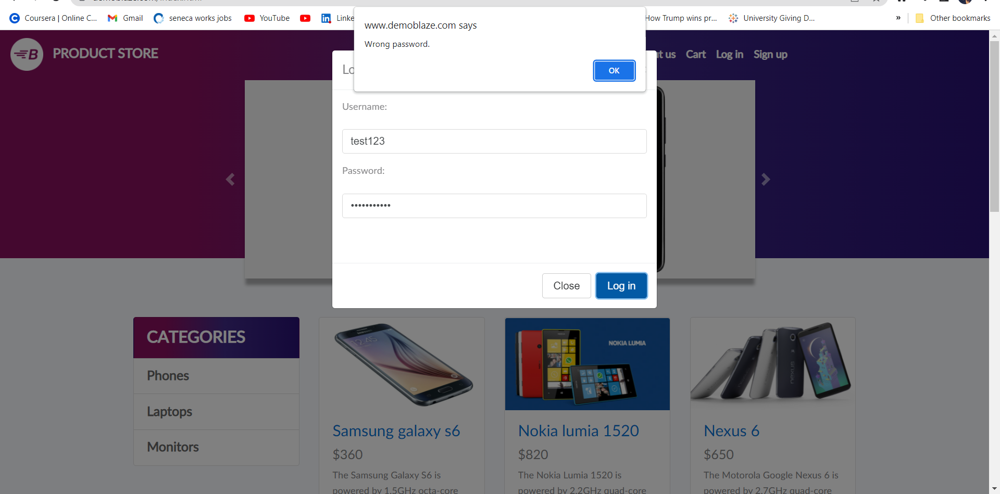 Coursera | Online C...
Gmail
seneca works jobs
YouTube
Linke
How Trump wins pr...
University Giving D...
»
Other bookmarks
www.demoblaze.com says
Wrong password.
OK
B
PRODUCT STORE
t us
Cart
Log in
Sign up
Lo
Username:
test123
Password:
•••••••••••
Close
Log in
CATEGORIES
Phones
Laptops
Monitors
12:45
Samsung galaxy s6
$360
The Samsung Galaxy S6 is
powered by 1.5GHz octa-core
NOKIA LUMIA
Nokia lumia 1520
$820
The Nokia Lumia 1520 is
powered by 2.2GHz quad-core
nexus
Nexus 6
$650
The Motorola Google Nexus 6 is
powered by 2.7GHz quad-core